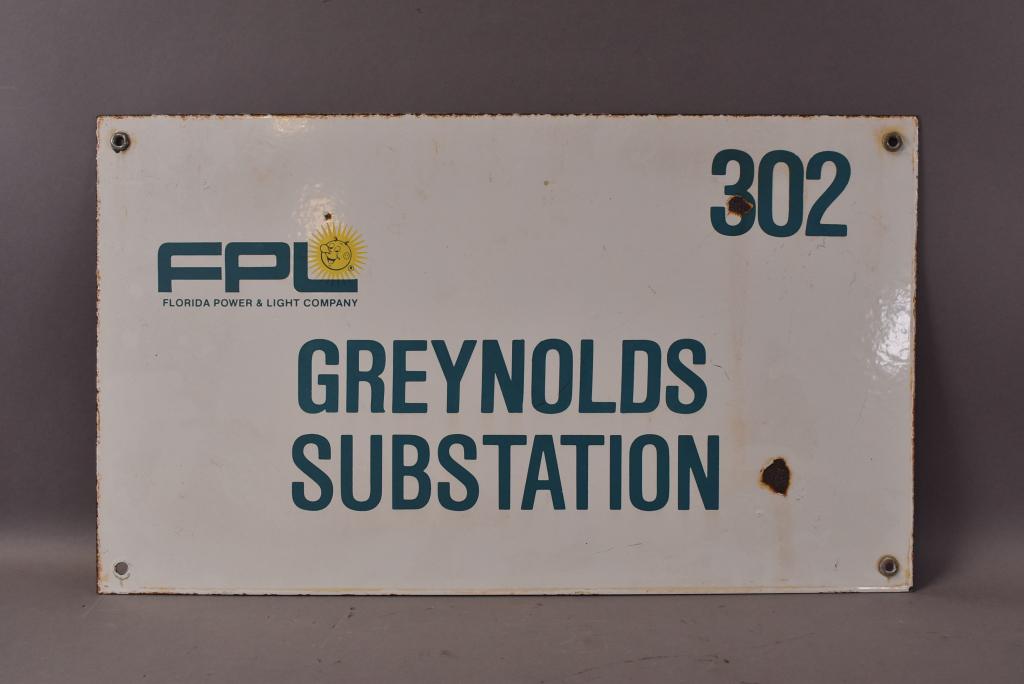 302
FPL
FLORIDA POWER & LIGHT COMPANY
GREYNOLDS
SUBSTATION